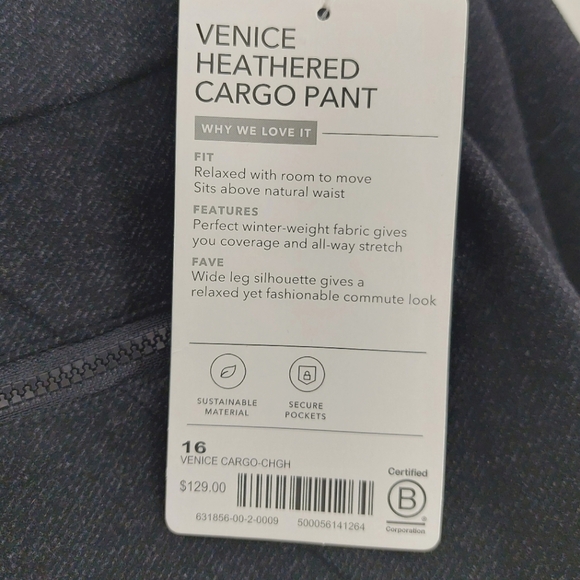 VENICE
HEATHERED
CARGO PANT
WHY WE LOVE IT
FIT
Relaxed with room to move
Sits above natural waist
FEATURES
Perfect winter-weight fabric gives
you coverage and all-way stretch
FAVE
Wide leg silhouette gives a
relaxed yet fashionable commute look
SUSTAINABLE
MATERIAL
SECURE
POCKETS
16
VENICE CARGO-CHGH
$129.00
631856-00-2-0009 500056141264
Certified
B
®
Corporation